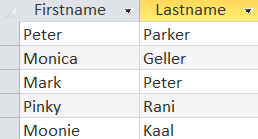 Firstname Lastname
Peter Parker
Monica Geller
Mark Peter
Pinky Rani
Moonie Kaal